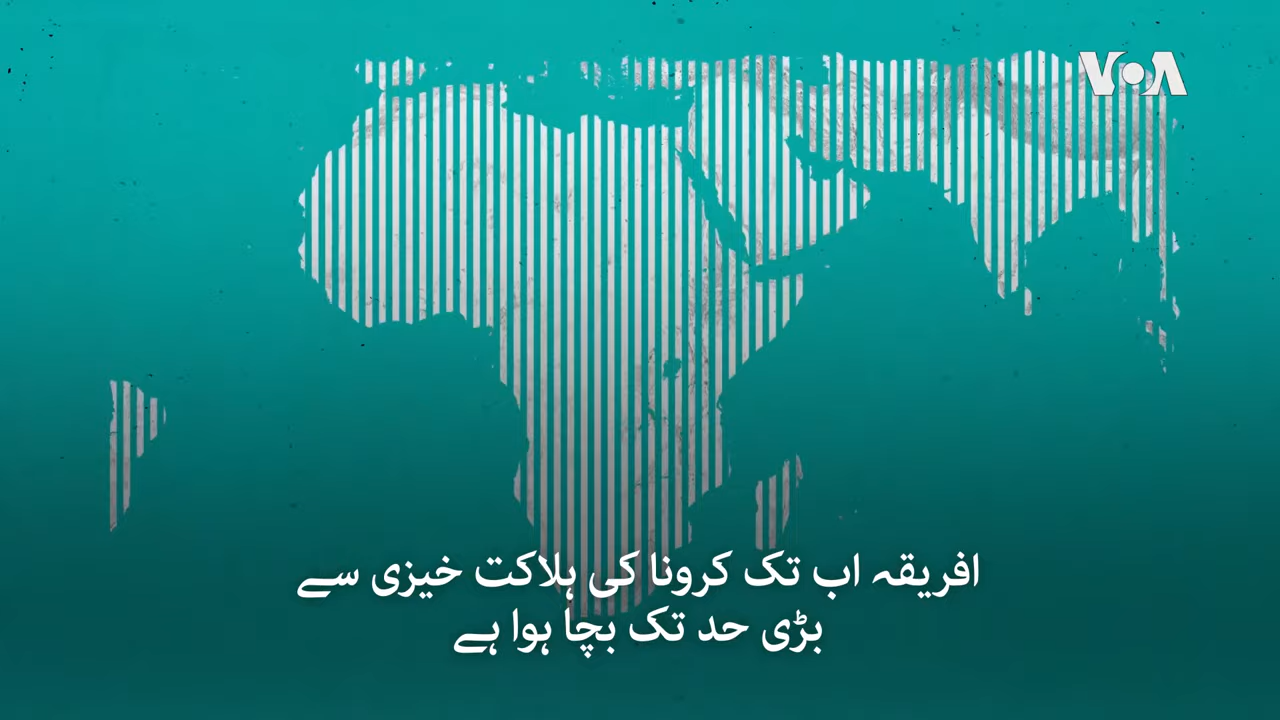 VOA
افریقہ اب تک کرونا کی ہلاکت خیزی سے
بڑی حد تک بچا ہوا ہے